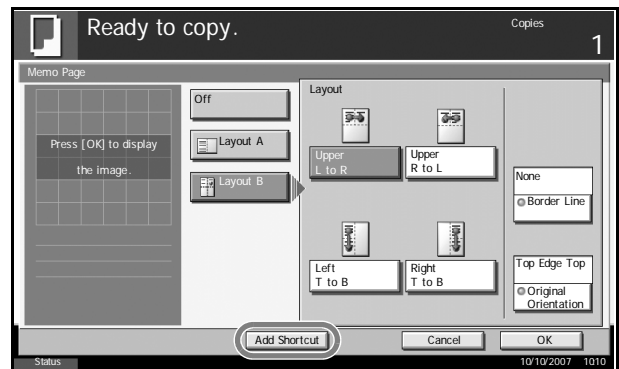 Ready to copy.
Copies
1
Memo Page
Press [OK] to display
the image.
Off
Layout A
Layout B
Layout
Upper
L to R
Upper
R to L
Left
T to B
Right
T to B
None
Border Line
Top Edge Top
Original
Orientation
Add Shortcut
Cancel
OK
Status
10/10/2007 1010